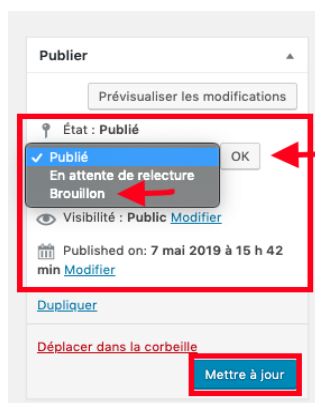 Publier
Prévisualiser les modifications
État : Publié
✓ Publié
OK
En attente de relecture
Brouillon
Visibilité : Public Modifier
Published on: 7 mai 2019 à 15 h 42
min Modifier
Dupliquer
Déplacer dans la corbeille
Mettre à jour